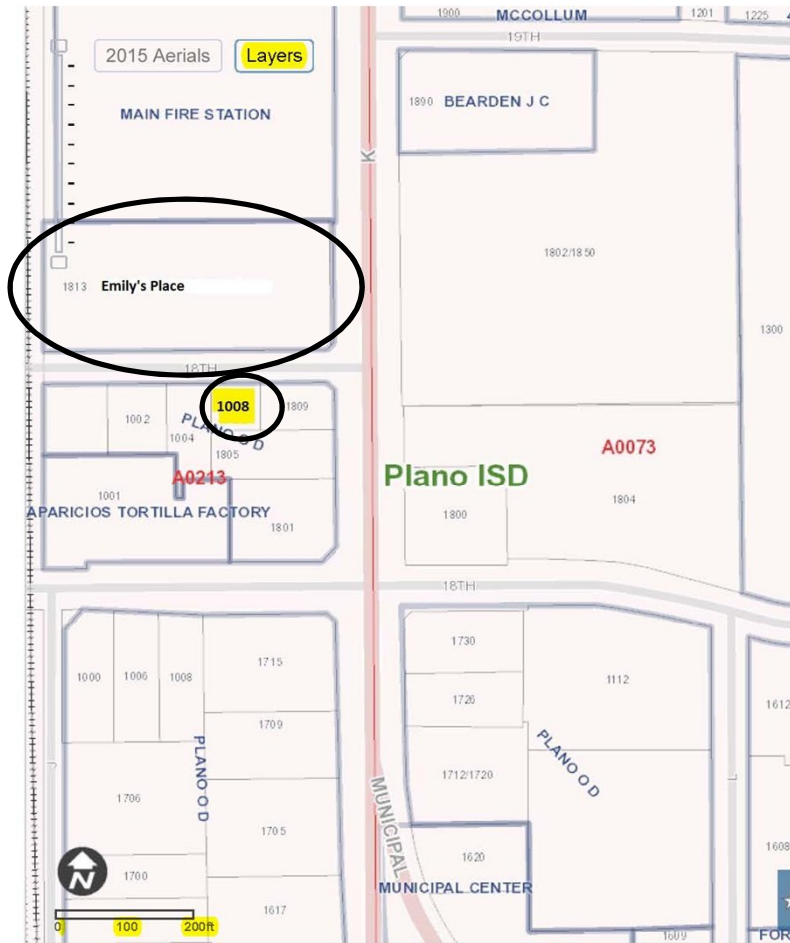 1900
MCCOLLUM
1201
1225
19TH
2015 Aerials
Layers
MAIN FIRE STATION
1890
BEARDEN J C
K
1802/1850
1813
Emily's Place
1300
18TH
1002
1008
1809
PLANO O D
1004
1805
A0213
A0073
Plano ISD
1001
1804
APARICIOS TORTILLA FACTORY
1800
1801
18TH
1730
1715
1000
1006
1008
1112
1726
1612
1709
PLANO O D
PLANO O D
J
L
1712/1720
1706
MUNICIPAL
1705
1608
1620
1700
MUNICIPAL CENTER
N
1617
0
100
200ft
1609
FOR